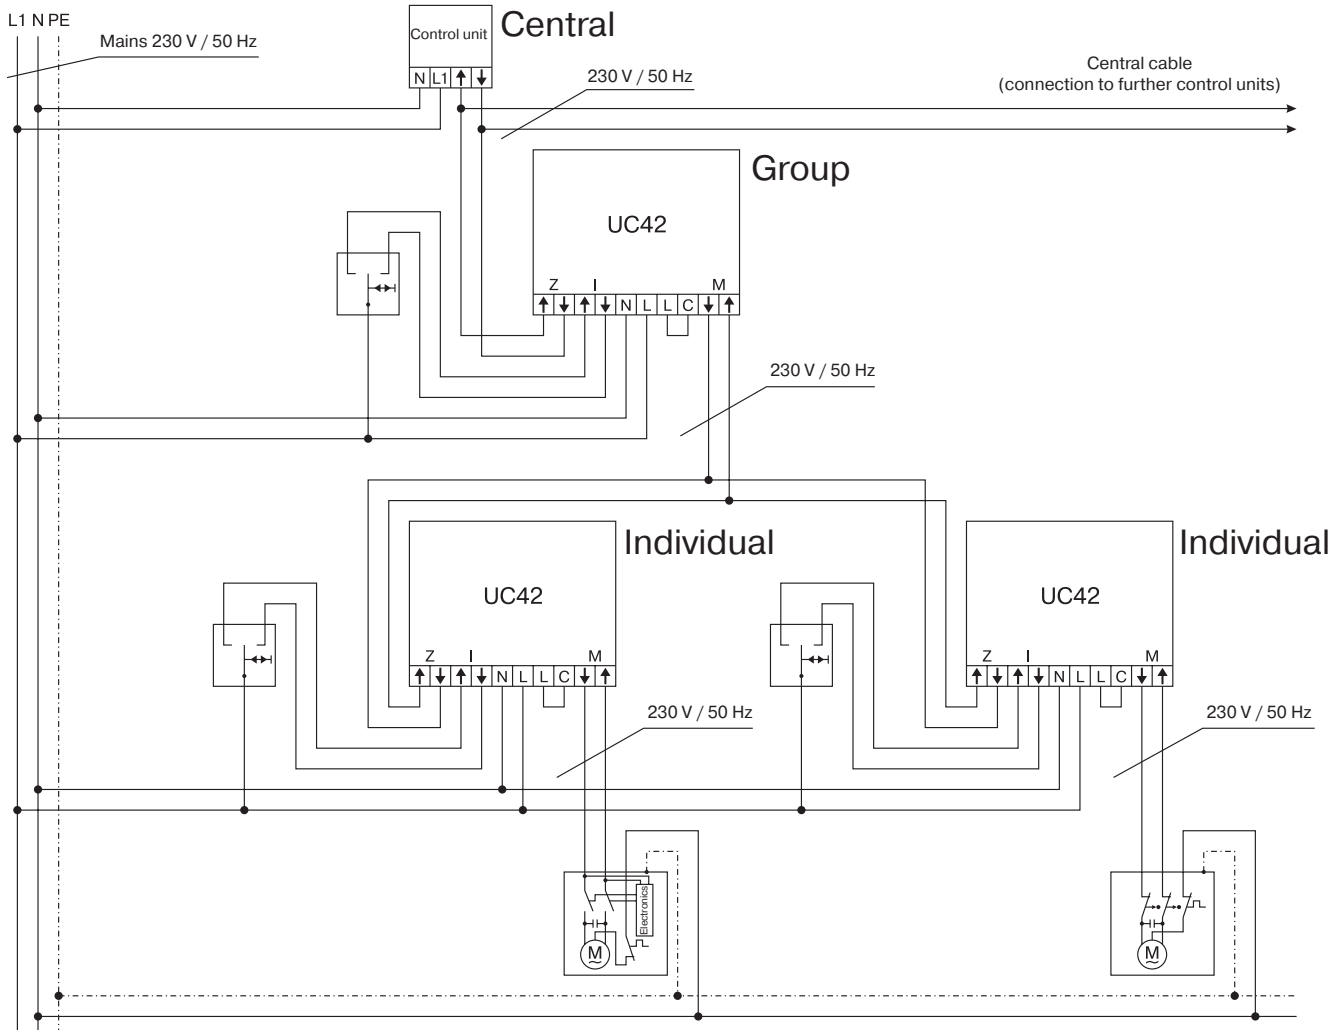 L1 N PE
Mains 230 V / 50 Hz
Control unit
Central
N L1 ↑ ↓
230 V / 50 Hz
Central cable
(connection to further control units)
Group
UC42
Z I M
↑ ↓ ↑ ↓ N L L C ↓ ↑
230 V / 50 Hz
Individual
UC42
Z I M
↑ ↓ ↑ ↓ N L L C ↓ ↑
230 V / 50 Hz
Electronics
M
~
Individual
UC42
Z I M
↑ ↓ ↑ ↓ N L L C ↓ ↑
230 V / 50 Hz
M
~